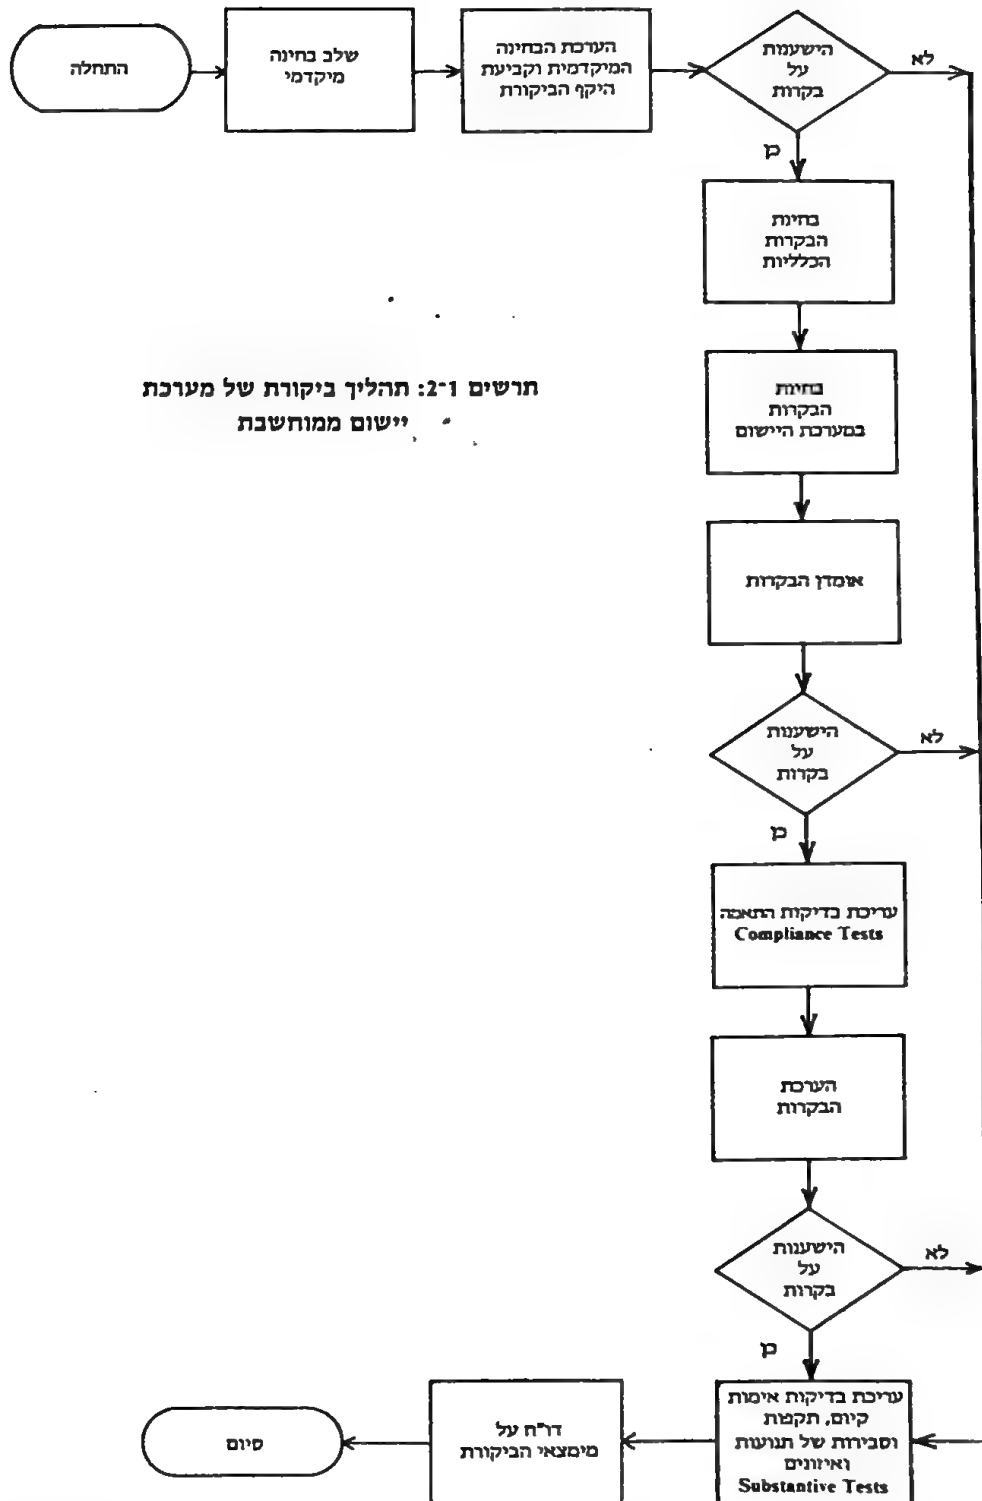 התחלה
שלב בחינה
מיקדמי
הערכת הבחינה
המיקדמית וקביעת
היקף הביקורת
הישענות
על
בקרות
לא
כן
בחינת
הבקרות
הכלליות
תרשים 2-1: תהליך ביקורת של מערכת
יישום ממוחשבת
בחינת
הבקרות
במערכת היישום
אומדן הבקרות
הישענות
על
בקרות
לא
כן
עריכת בדיקות התאמה
Compliance Tests
הערכת
הבקרות
הישענות
על
בקרות
לא
כן
עריכת בדיקות אימות
קיום, תקפות
וסבירות של תנועות
ואיזונים
Substantive Tests
דו״ח על
מימצאי הביקורת
סיום